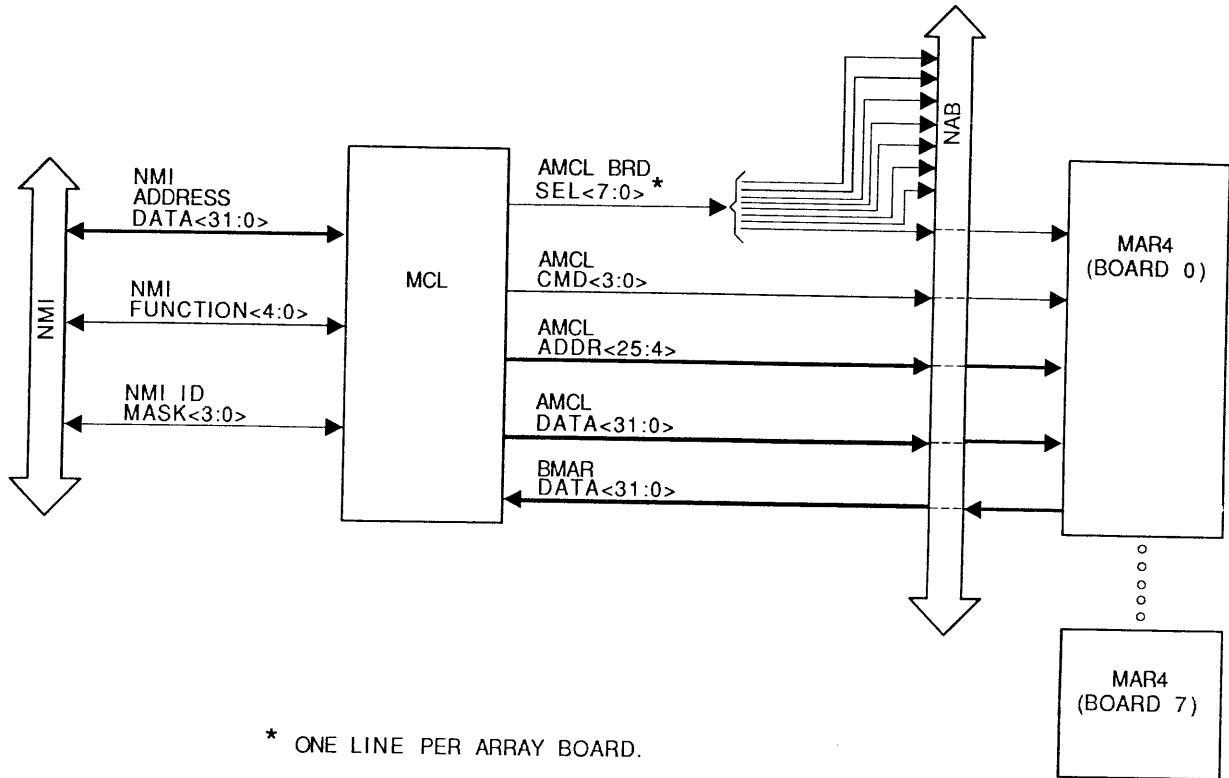 NMI
NMI
ADDRESS
DATA<31:0>
NMI
FUNCTION<4:0>
NMI ID
MASK<3:0>
MCL
AMCL BRD
SEL<7:0>*
AMCL
CMD<3:0>
AMCL
ADDR<25:4>
AMCL
DATA<31:0>
BMAR
DATA<31:0>
NAB
MAR4
(BOARD 0)
MAR4
(BOARD 7)
* ONE LINE PER ARRAY BOARD.